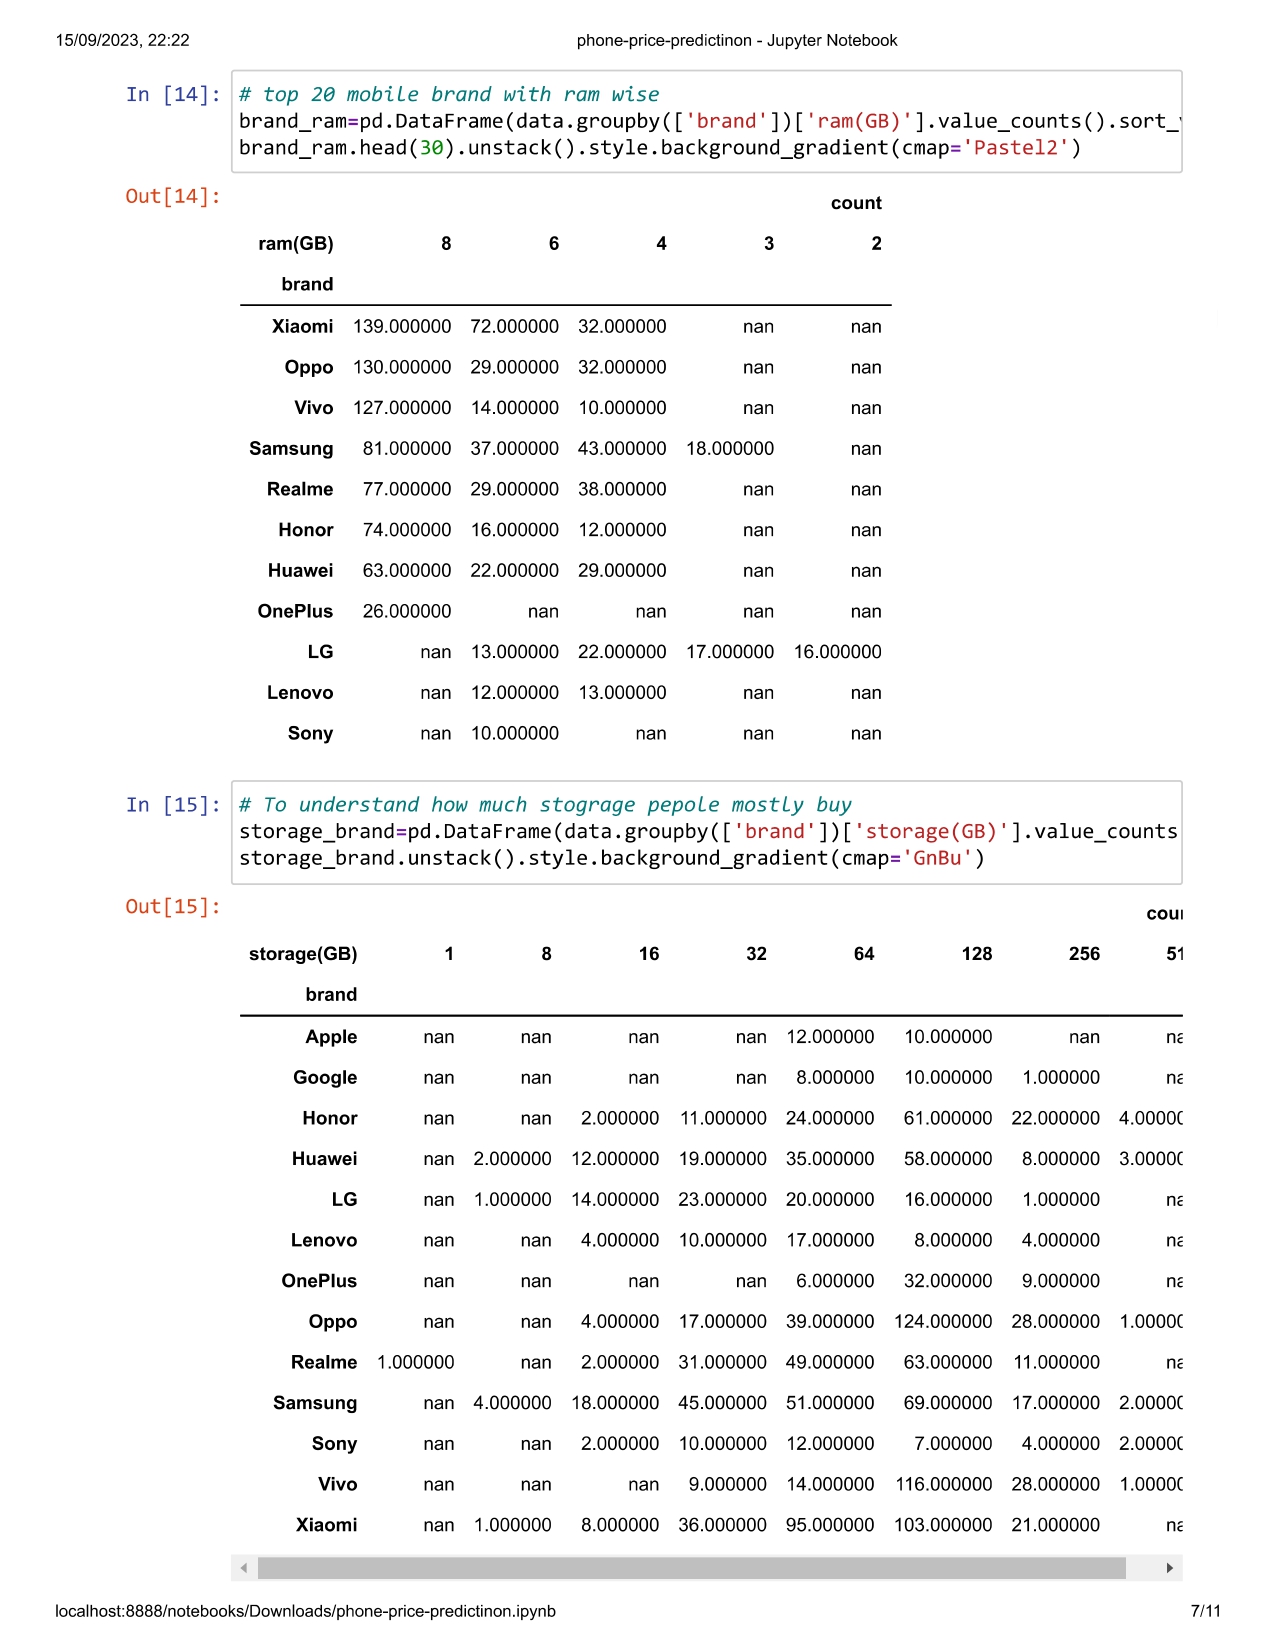 15/09/2023, 22:22 phone-price-predictinon - Jupyter Notebook
In [14]: # top 20 mobile brand with ram wise
brand_ram=pd.DataFrame(data.groupby(['brand'])['ram(GB)'].value_counts().sort_
brand_ram.head(30).unstack().style.background_gradient(cmap='Pastel2')
Out[14]:
count
ram(GB) 8 6 4 3 2
brand
Xiaomi 139.000000 72.000000 32.000000 nan nan
Oppo 130.000000 29.000000 32.000000 nan nan
Vivo 127.000000 14.000000 10.000000 nan nan
Samsung 81.000000 37.000000 43.000000 18.000000 nan
Realme 77.000000 29.000000 38.000000 nan nan
Honor 74.000000 16.000000 12.000000 nan nan
Huawei 63.000000 22.000000 29.000000 nan nan
OnePlus 26.000000 nan nan nan nan
LG nan 13.000000 22.000000 17.000000 16.000000
Lenovo nan 12.000000 13.000000 nan nan
Sony nan 10.000000 nan nan nan
In [15]: # To understand how much stograge pepole mostly buy
storage_brand=pd.DataFrame(data.groupby(['brand'])['storage(GB)'].value_counts
storage_brand.unstack().style.background_gradient(cmap='GnBu')
Out[15]:
cou
storage(GB) 1 8 16 32 64 128 256 51
brand
Apple nan nan nan nan 12.000000 10.000000 nan na
Google nan nan nan nan 8.000000 10.000000 1.000000 na
Honor nan nan 2.000000 11.000000 24.000000 61.000000 22.000000 4.00000
Huawei nan 2.000000 12.000000 19.000000 35.000000 58.000000 8.000000 3.00000
LG nan 1.000000 14.000000 23.000000 20.000000 16.000000 1.000000 na
Lenovo nan nan 4.000000 10.000000 17.000000 8.000000 4.000000 na
OnePlus nan nan nan nan 6.000000 32.000000 9.000000 na
Oppo nan nan 4.000000 17.000000 39.000000 124.000000 28.000000 1.00000
Realme 1.000000 nan 2.000000 31.000000 49.000000 63.000000 11.000000 na
Samsung nan 4.000000 18.000000 45.000000 51.000000 69.000000 17.000000 2.00000
Sony nan nan 2.000000 10.000000 12.000000 7.000000 4.000000 2.00000
Vivo nan nan nan 9.000000 14.000000 116.000000 28.000000 1.00000
Xiaomi nan 1.000000 8.000000 36.000000 95.000000 103.000000 21.000000 na
localhost:8888/notebooks/Downloads/phone-price-predictinon.ipynb 7/11